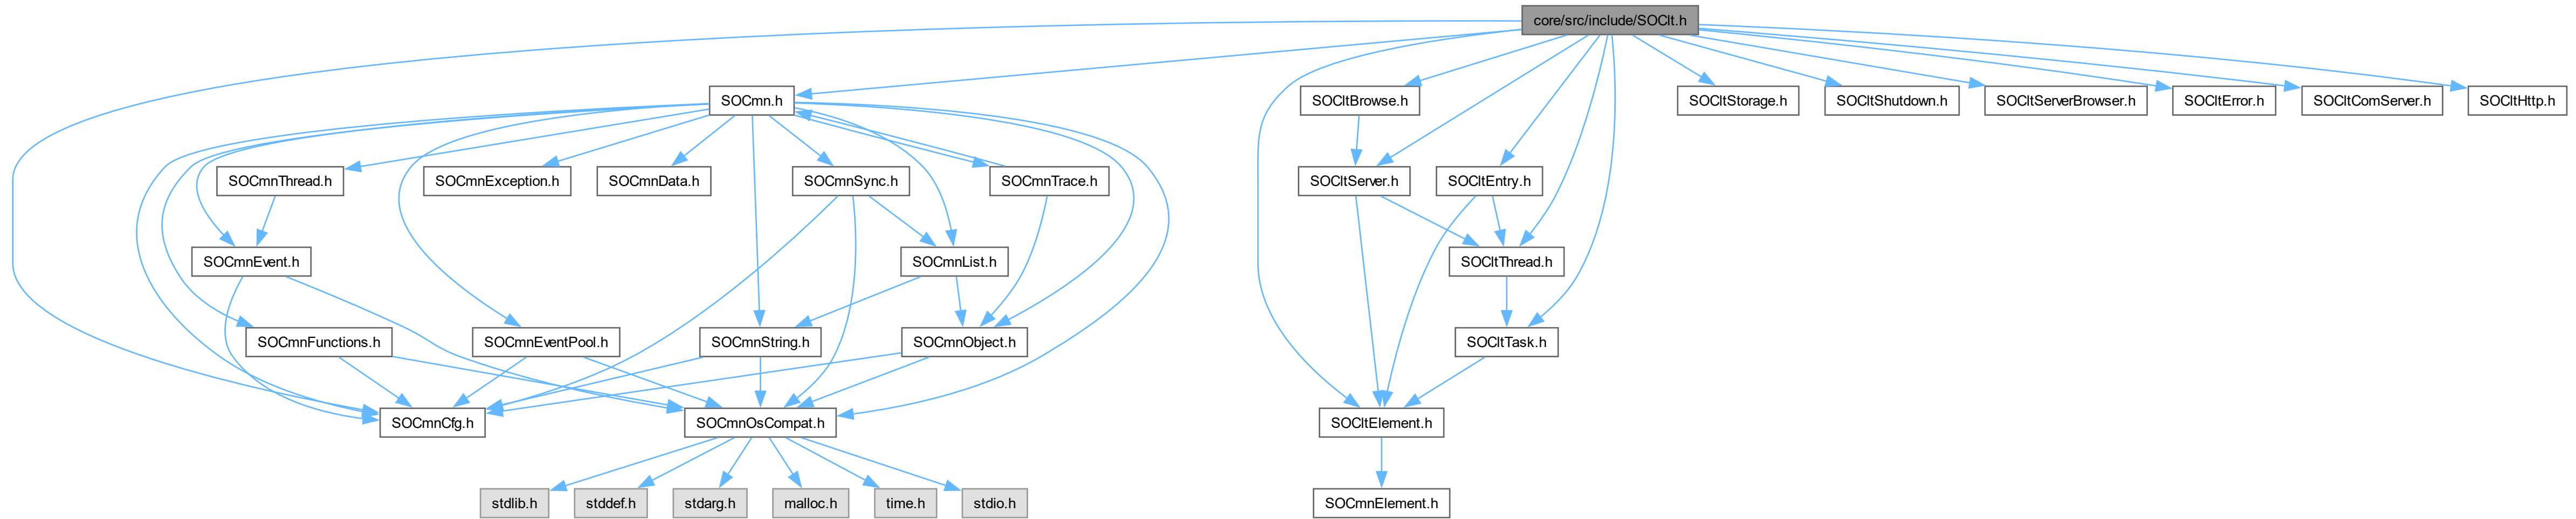 core/src/include/SOClt.h
SOCmn.h
SOCltBrowse.h
SOCltStorage.h
SOCltShutdown.h
SOCltServerBrowser.h
SOCltError.h
SOCltComServer.h
SOCltHttp.h
SOCmnThread.h
SOCmnException.h
SOCmnData.h
SOCmnSync.h
SOCmnTrace.h
SOCltServer.h
SOCltEntry.h
SOCmnEvent.h
SOCmnList.h
SOCltThread.h
SOCmnFunctions.h
SOCmnEventPool.h
SOCmnString.h
SOCmnObject.h
SOCltTask.h
SOCmnCfg.h
SOCmnOsCompat.h
SOCltElement.h
stdlib.h
stddef.h
stdarg.h
malloc.h
time.h
stdio.h
SOCmnElement.h